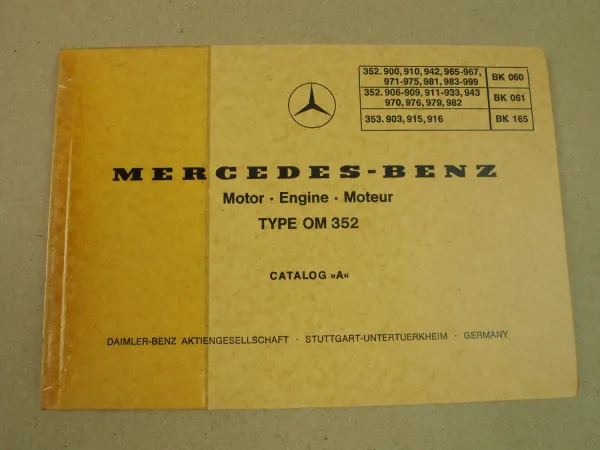 352.900,910,942,965-967, 971-975,981,983-999 BK 060
352.906-909,911-933,943 970,976,979,982 BK 061
353.903,915,916 BK 165
MERCEDES-BENZ
Motor · Engine · Moteur
TYPE OM 352
CATALOG »A«
DAIMLER-BENZ AKTIENGESELLSCHAFT · STUTTGART-UNTERTUERKHEIM · GERMANY